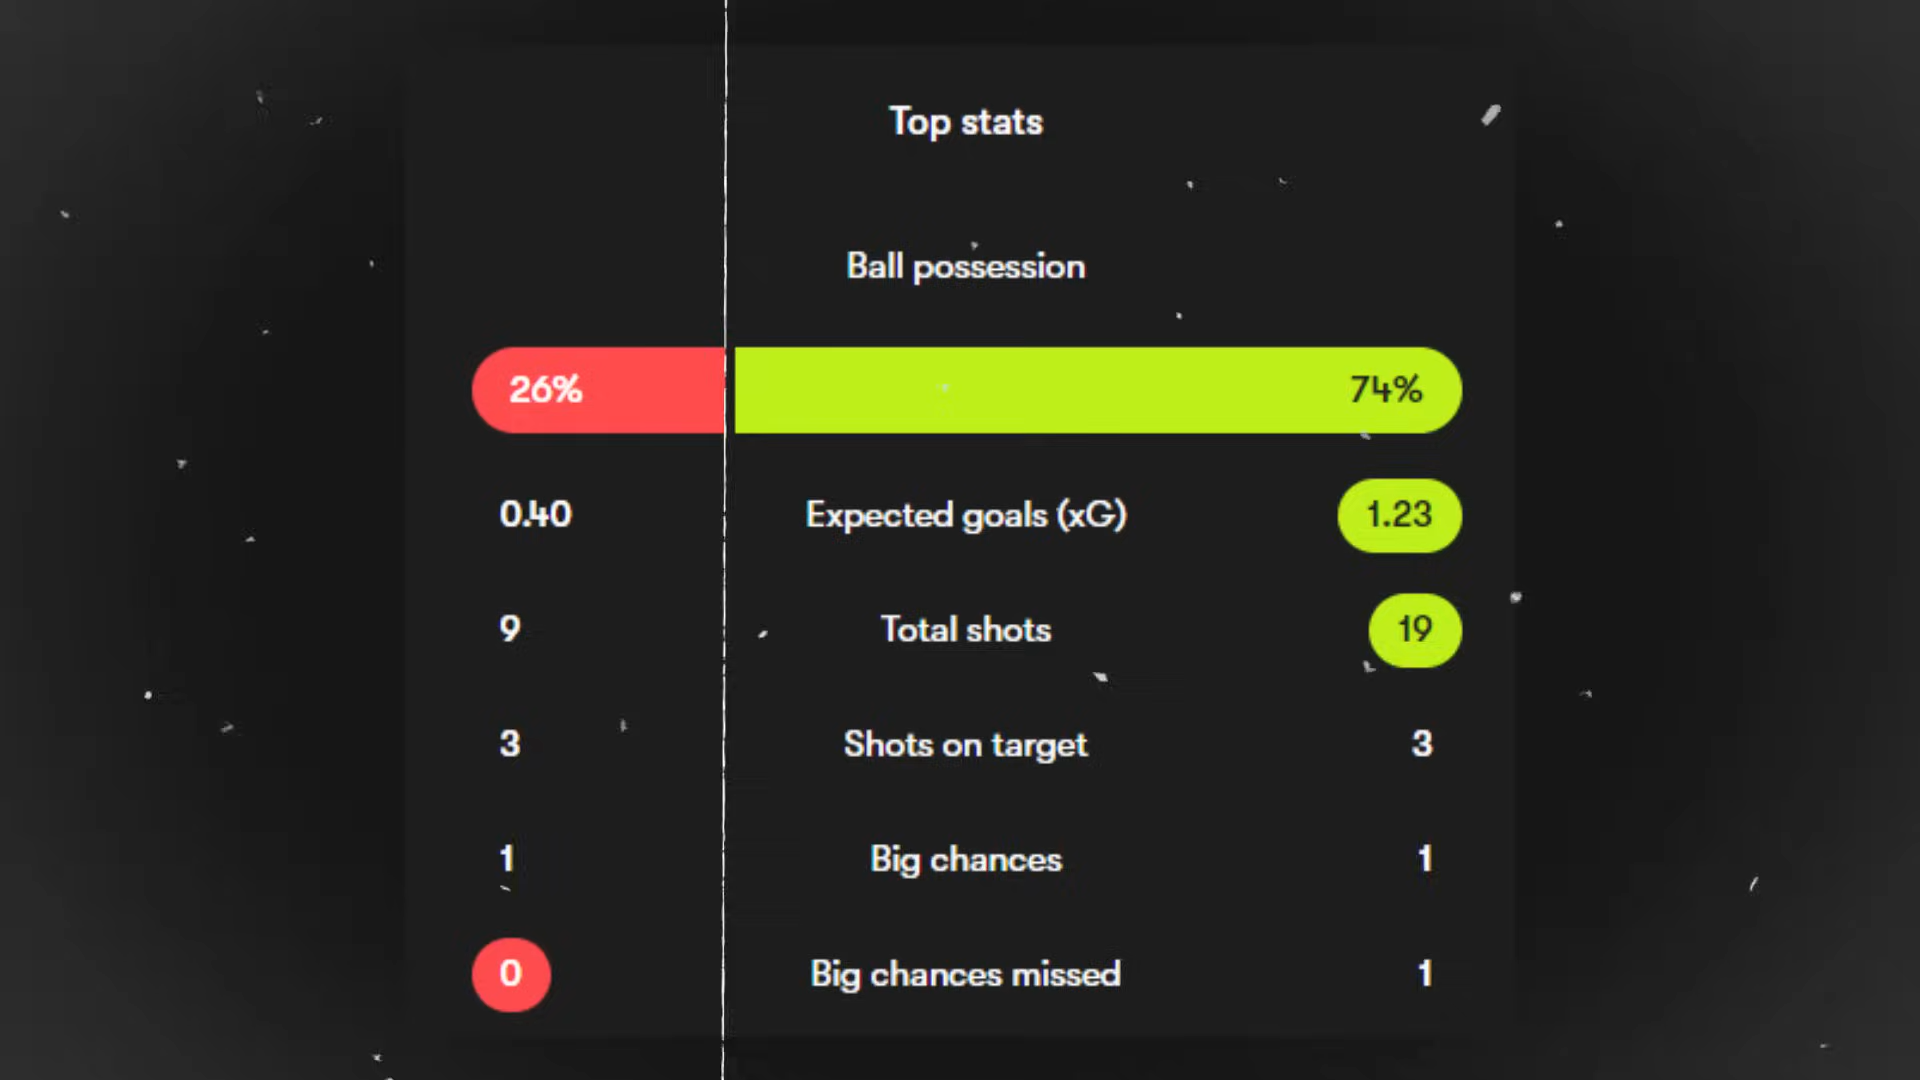 Top stats
Ball possession
26% 74%
0.40 Expected goals (xG) 1.23
9 Total shots 19
3 Shots on target 3
1 Big chances 1
0 Big chances missed 1